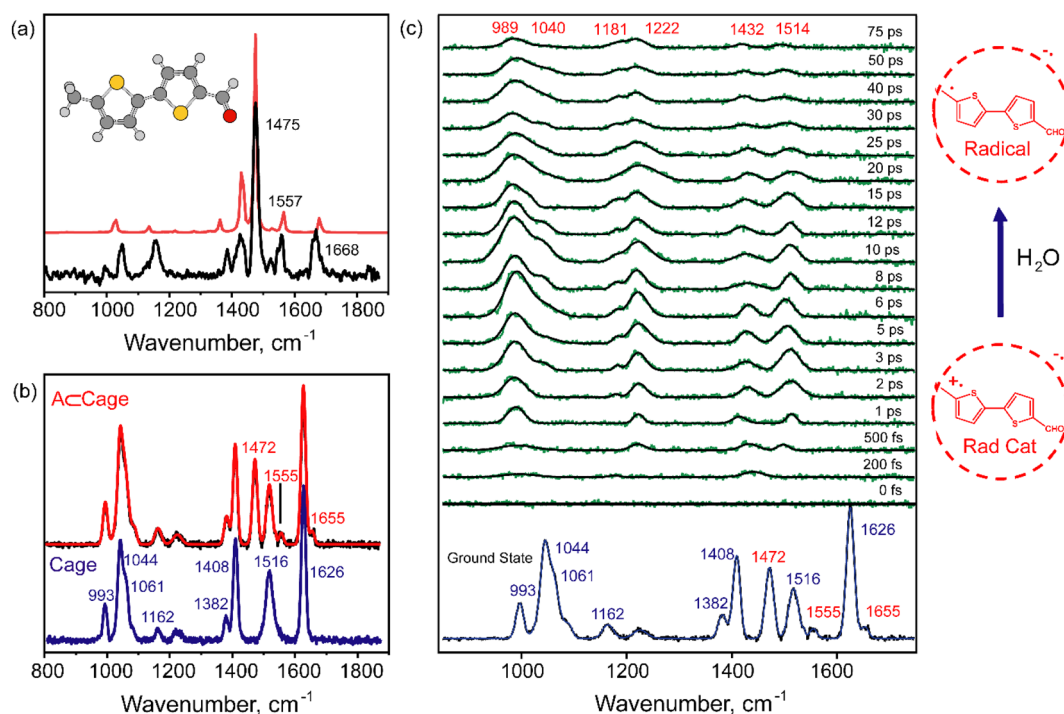 (a)
1475
1557
1668
800 1000 1200 1400 1600 1800
Wavenumber, cm⁻¹
(b)
A⊂Cage
1472
1555
1655
Cage
993
1044
1061
1162
1382
1408
1516
1626
800 1000 1200 1400 1600 1800
Wavenumber, cm⁻¹
(c)
989 1040 1181 1222 1432 1514
75 ps
50 ps
40 ps
30 ps
25 ps
20 ps
15 ps
12 ps
10 ps
8 ps
6 ps
5 ps
3 ps
2 ps
1 ps
500 fs
200 fs
0 fs
Ground State
993
1044
1061
1162
1382
1408
1472
1516
1555
1626
1655
1000 1200 1400 1600
Wavenumber, cm⁻¹
S
S
CHO
Radical
H₂O
+•
S
S
CHO
Rad Cat